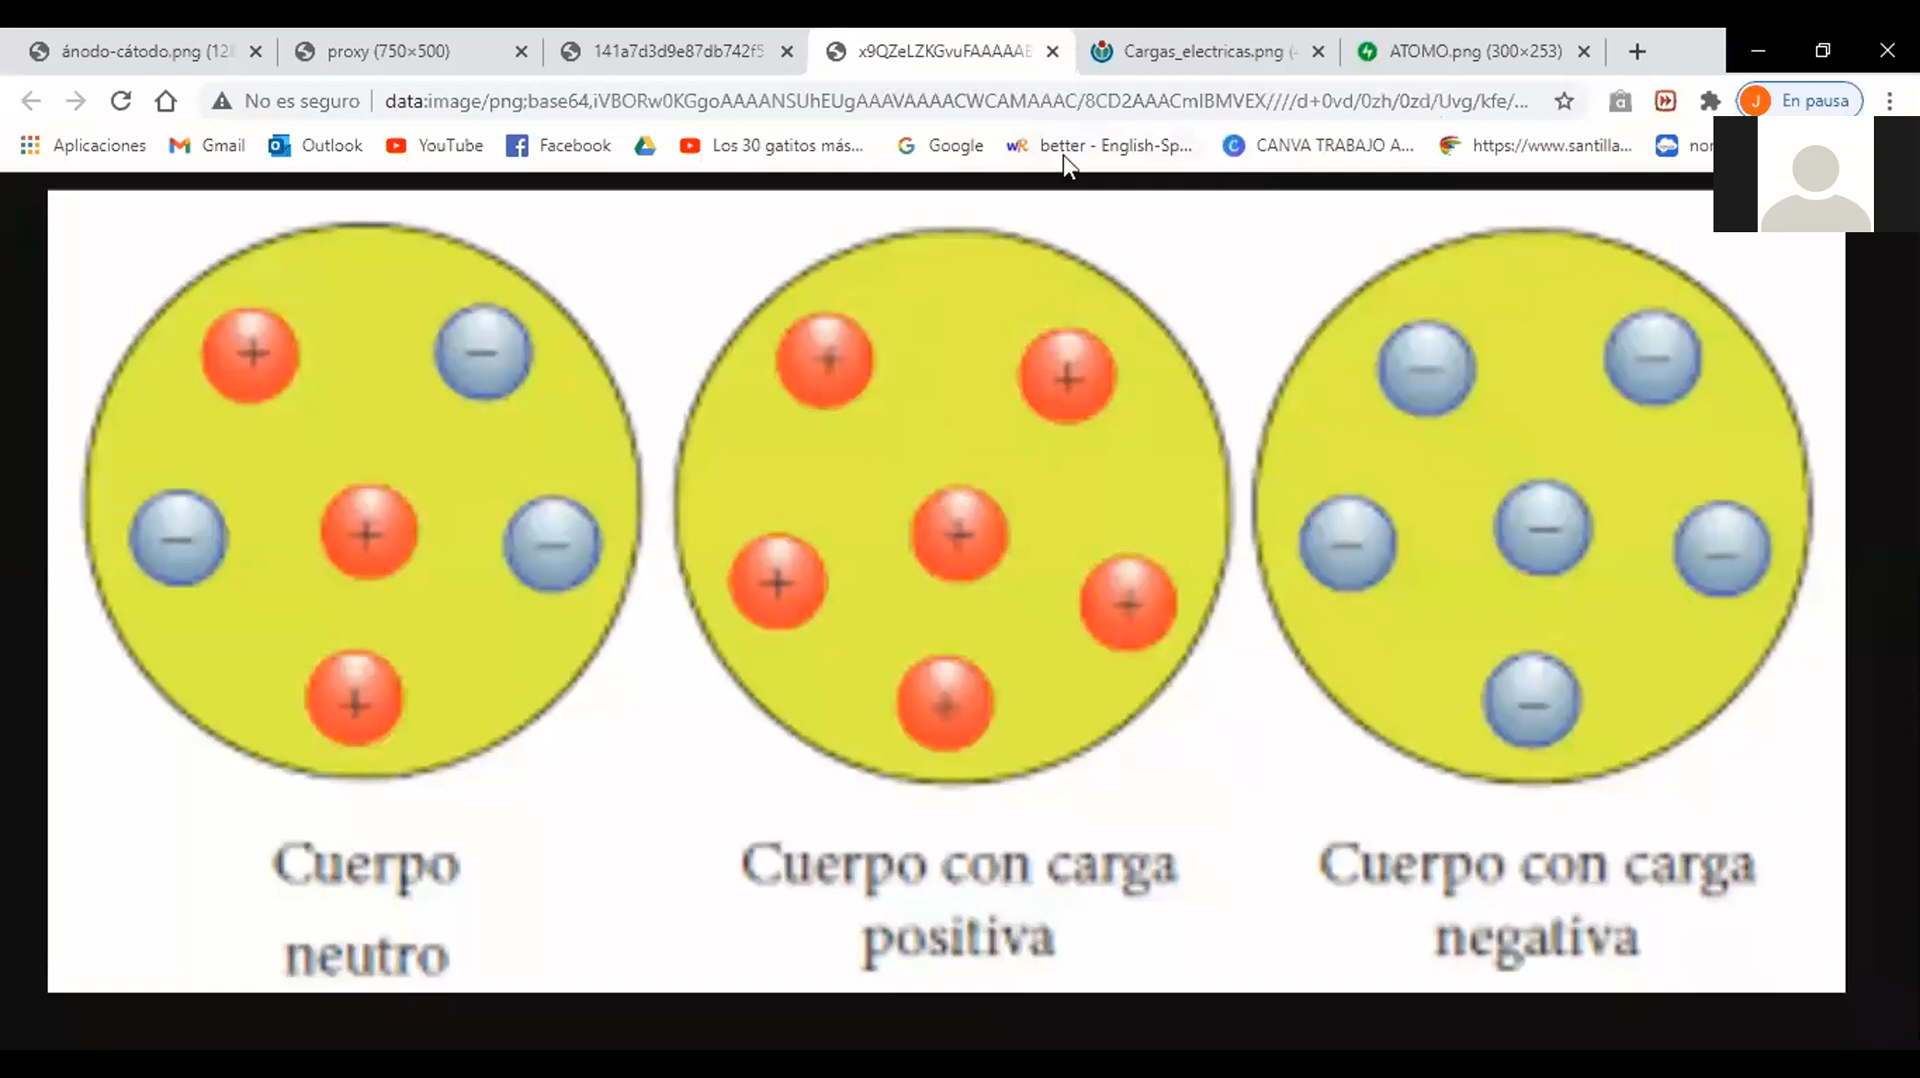 ánodo-cátodo.png (12
proxy (750×500)
141a7d3d9e87db742f5
x9QZeLZKGvuFAAAAAE
Cargas_electricas.png (
ATOMO.png (300×253)
No es seguro
data:image/png;base64,iVBORw0KGgoAAAANSUhEUgAAAVAAAACWCAMAAAC/8CD2AAACmlBMVEX////d+0vd/0zh/0zd/Uvg/kfe/...
J
En pausa
Aplicaciones
Gmail
Outlook
YouTube
Facebook
Los 30 gatitos más...
Google
better - English-Sp...
CANVA TRABAJO A...
https://www.santilla...
nor
Cuerpo
neutro
Cuerpo con carga
positiva
Cuerpo con carga
negativa